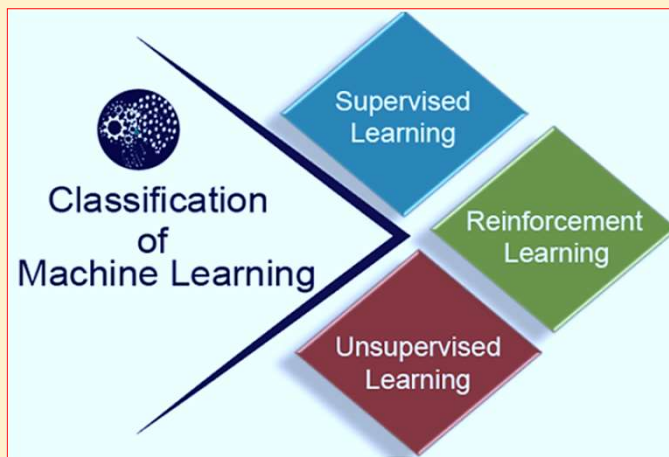 Classification
of
Machine Learning
Supervised
Learning
Reinforcement
Learning
Unsupervised
Learning